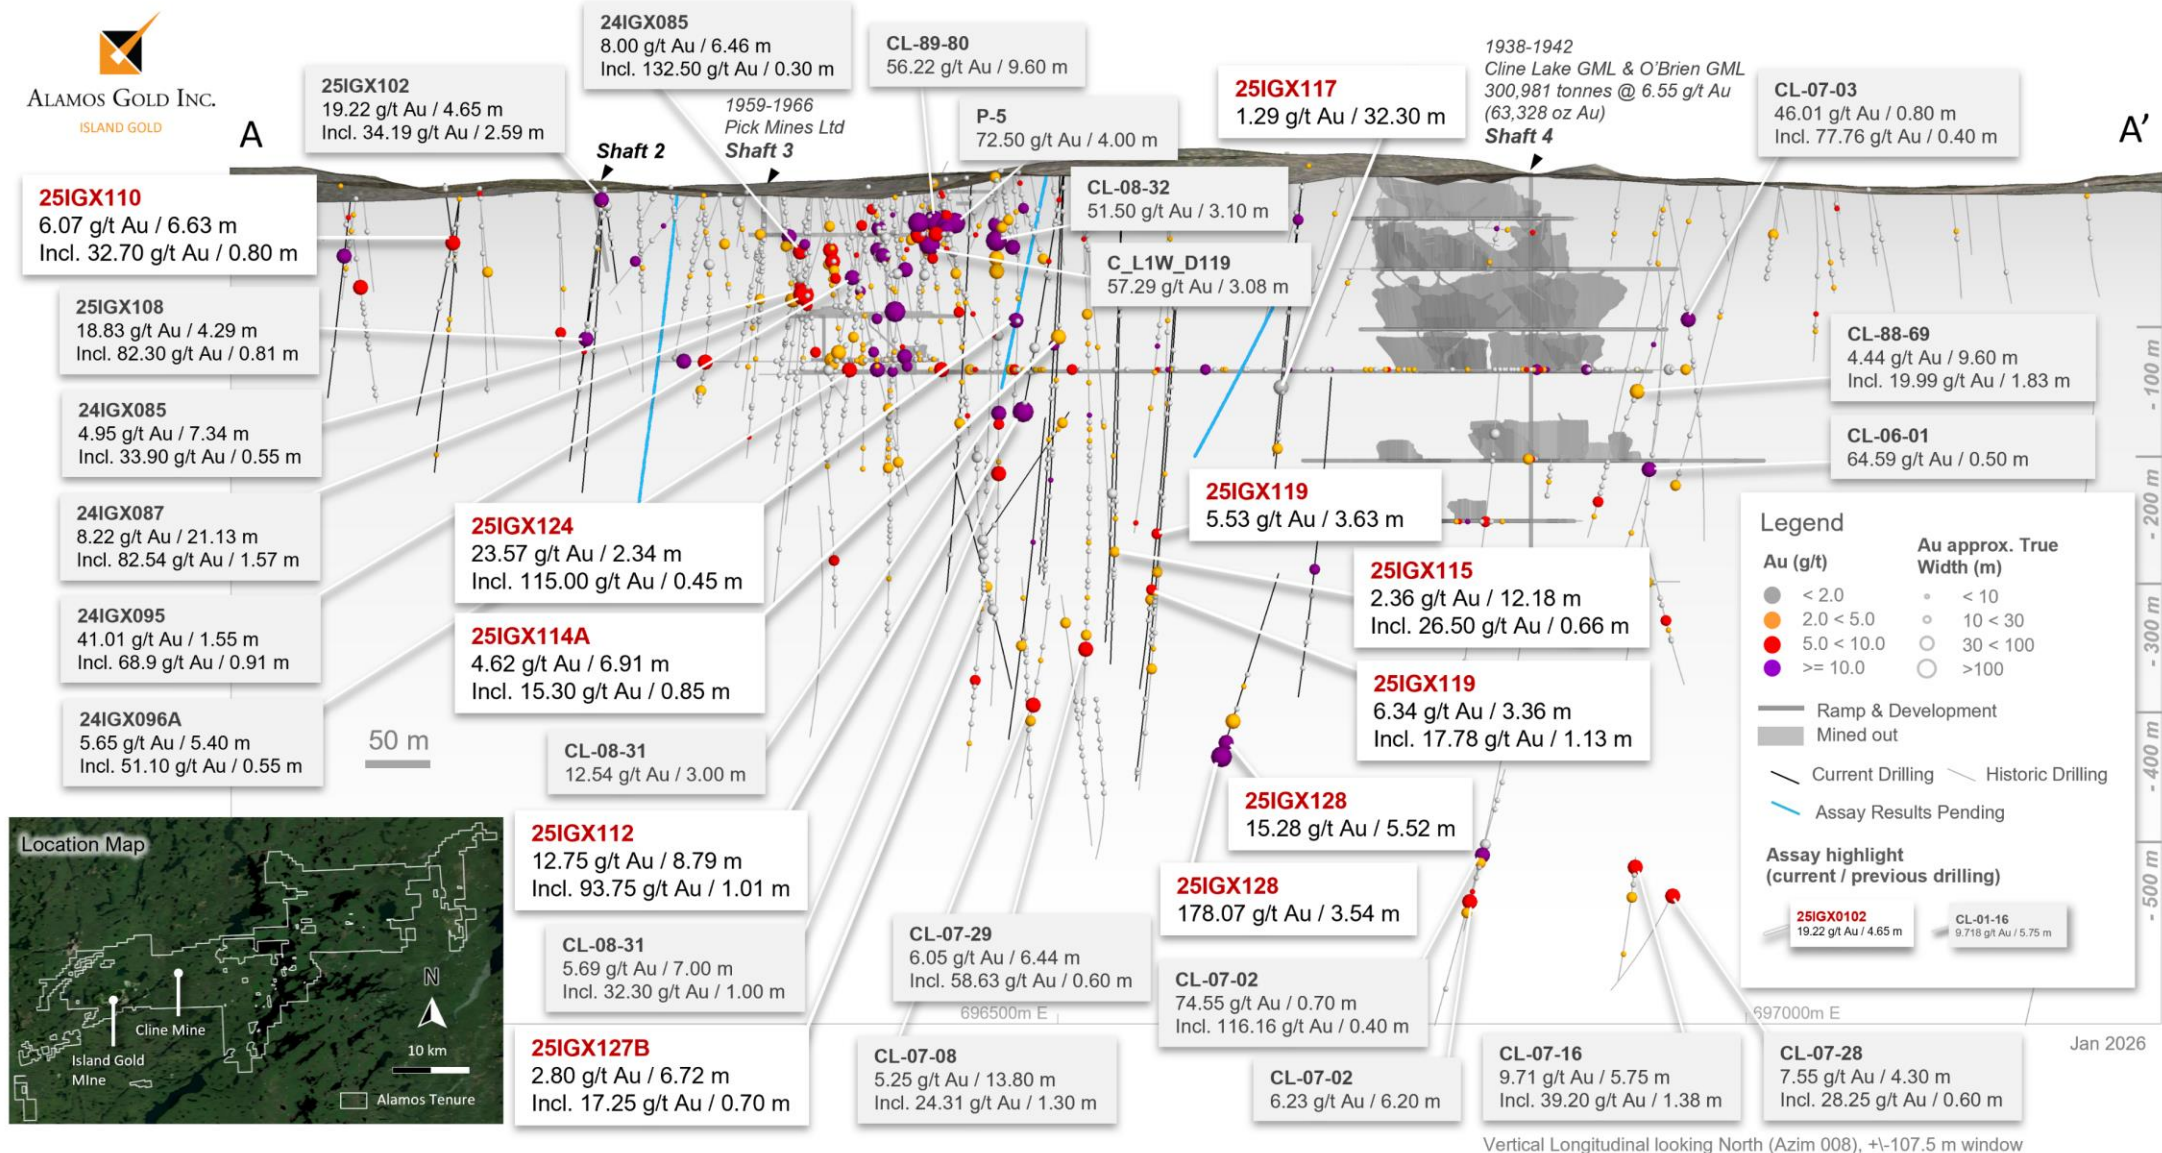 ALAMOS GOLD INC.
ISLAND GOLD
A
A’
24IGX085
8.00 g/t Au / 6.46 m
Incl. 132.50 g/t Au / 0.30 m
CL-89-80
56.22 g/t Au / 9.60 m
25IGX102
19.22 g/t Au / 4.65 m
Incl. 34.19 g/t Au / 2.59 m
1959-1966
Pick Mines Ltd
Shaft 3
Shaft 2
P-5
72.50 g/t Au / 4.00 m
25IGX117
1.29 g/t Au / 32.30 m
1938-1942
Cline Lake GML & O’Brien GML
300,981 tonnes @ 6.55 g/t Au
(63,328 oz Au)
Shaft 4
CL-07-03
46.01 g/t Au / 0.80 m
Incl. 77.76 g/t Au / 0.40 m
25IGX110
6.07 g/t Au / 6.63 m
Incl. 32.70 g/t Au / 0.80 m
CL-08-32
51.50 g/t Au / 3.10 m
C_L1W_D119
57.29 g/t Au / 3.08 m
25IGX108
18.83 g/t Au / 4.29 m
Incl. 82.30 g/t Au / 0.81 m
CL-88-69
4.44 g/t Au / 9.60 m
Incl. 19.99 g/t Au / 1.83 m
24IGX085
4.95 g/t Au / 7.34 m
Incl. 33.90 g/t Au / 0.55 m
CL-06-01
64.59 g/t Au / 0.50 m
24IGX087
8.22 g/t Au / 21.13 m
Incl. 82.54 g/t Au / 1.57 m
25IGX124
23.57 g/t Au / 2.34 m
Incl. 115.00 g/t Au / 0.45 m
25IGX119
5.53 g/t Au / 3.63 m
25IGX115
2.36 g/t Au / 12.18 m
Incl. 26.50 g/t Au / 0.66 m
24IGX095
41.01 g/t Au / 1.55 m
Incl. 68.9 g/t Au / 0.91 m
25IGX114A
4.62 g/t Au / 6.91 m
Incl. 15.30 g/t Au / 0.85 m
25IGX119
6.34 g/t Au / 3.36 m
Incl. 17.78 g/t Au / 1.13 m
24IGX096A
5.65 g/t Au / 5.40 m
Incl. 51.10 g/t Au / 0.55 m
50 m
CL-08-31
12.54 g/t Au / 3.00 m
25IGX128
15.28 g/t Au / 5.52 m
25IGX112
12.75 g/t Au / 8.79 m
Incl. 93.75 g/t Au / 1.01 m
25IGX128
178.07 g/t Au / 3.54 m
CL-08-31
5.69 g/t Au / 7.00 m
Incl. 32.30 g/t Au / 1.00 m
CL-07-29
6.05 g/t Au / 6.44 m
Incl. 58.63 g/t Au / 0.60 m
CL-07-02
74.55 g/t Au / 0.70 m
Incl. 116.16 g/t Au / 0.40 m
696500m E
697000m E
25IGX127B
2.80 g/t Au / 6.72 m
Incl. 17.25 g/t Au / 0.70 m
CL-07-08
5.25 g/t Au / 13.80 m
Incl. 24.31 g/t Au / 1.30 m
CL-07-02
6.23 g/t Au / 6.20 m
CL-07-16
9.71 g/t Au / 5.75 m
Incl. 39.20 g/t Au / 1.38 m
CL-07-28
7.55 g/t Au / 4.30 m
Incl. 28.25 g/t Au / 0.60 m
- 100 m
- 200 m
- 300 m
- 400 m
- 500 m
Legend
Au (g/t)
< 2.0
2.0 < 5.0
5.0 < 10.0
>= 10.0
Au approx. True
Width (m)
< 10
10 < 30
30 < 100
>100
Ramp & Development
Mined out
Current Drilling
Historic Drilling
Assay Results Pending
Assay highlight
(current / previous drilling)
25IGX0102
19.22 g/t Au / 4.65 m
CL-01-16
9.718 g/t Au / 5.75 m
Location Map
Cline Mine
Island Gold
MIne
N
10 km
Alamos Tenure
Jan 2026
Vertical Longitudinal looking North (Azim 008), +\-107.5 m window